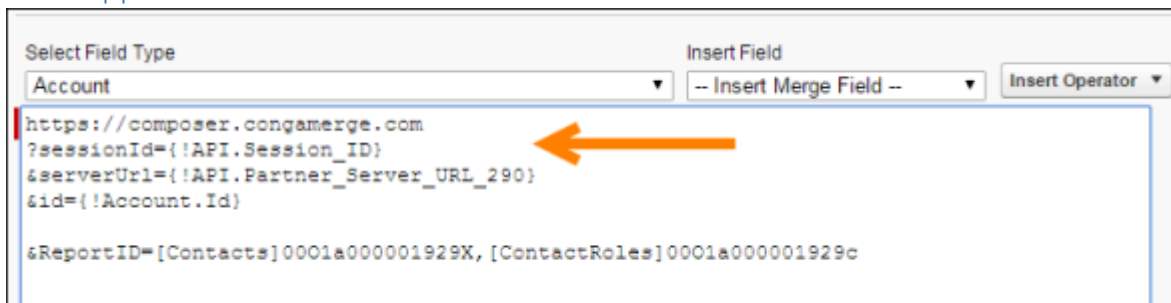 Select Field Type
Insert Field
Account
-- Insert Merge Field --
Insert Operator
https://composer.congamerge.com
?sessionId={!API.Session_ID}
&serverUrl={!API.Partner_Server_URL_290}
&id={!Account.Id}
&ReportID=[Contacts]00O1a000001929X,[ContactRoles]00O1a000001929c